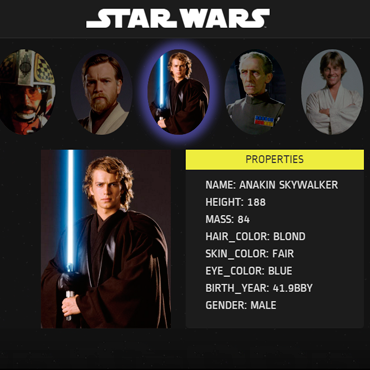 STAR WARS
PROPERTIES
NAME: ANAKIN SKYWALKER
HEIGHT: 188
MASS: 84
HAIR_COLOR: BLOND
SKIN_COLOR: FAIR
EYE_COLOR: BLUE
BIRTH_YEAR: 41.9BBY
GENDER: MALE